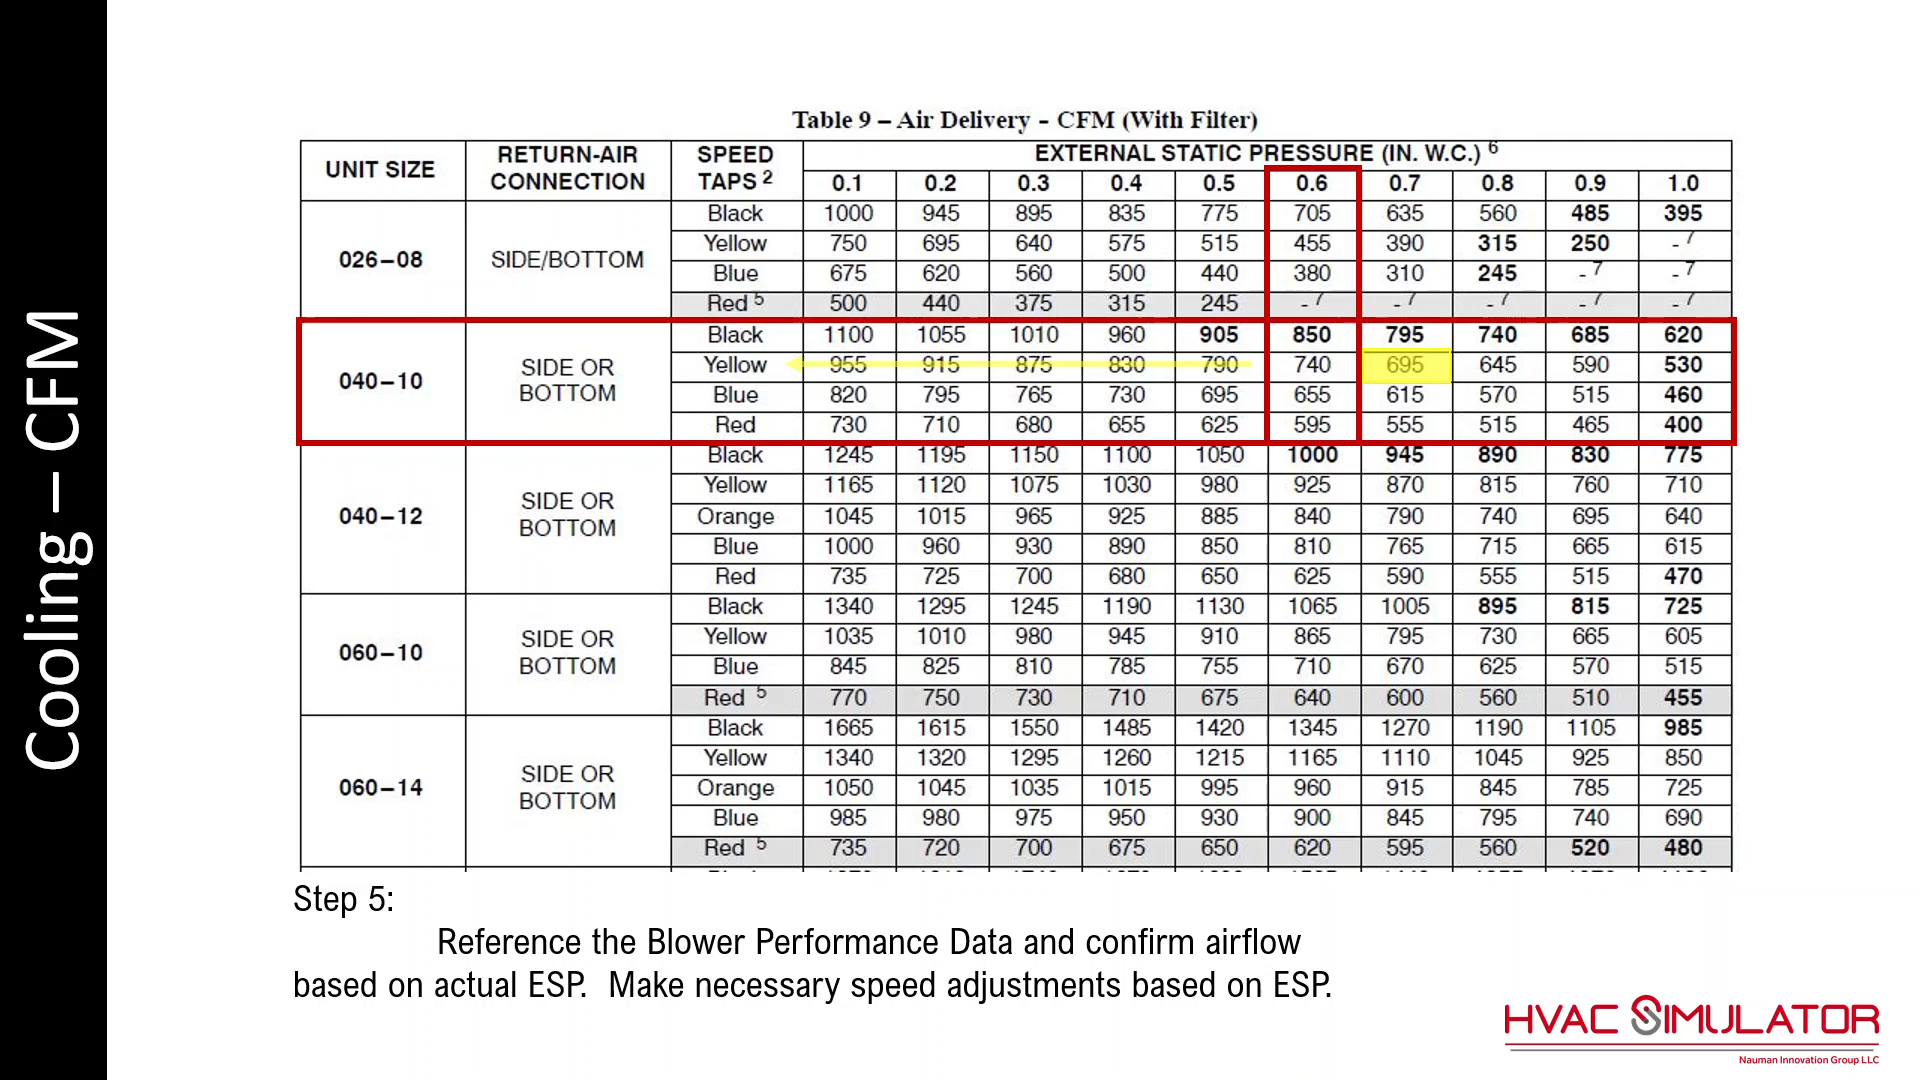 Cooling – CFM
Table 9 – Air Delivery - CFM (With Filter)
UNIT SIZE RETURN-AIR CONNECTION SPEED TAPS 2 EXTERNAL STATIC PRESSURE (IN. W.C.) 6
0.1 0.2 0.3 0.4 0.5 0.6 0.7 0.8 0.9 1.0
026–08 SIDE/BOTTOM
Black 1000 945 895 835 775 705 635 560 485 395
Yellow 750 695 640 575 515 455 390 315 250 - 7
Blue 675 620 560 500 440 380 310 245 - 7 - 7
Red 5 500 440 375 315 245 - 7 - 7 - 7 - 7 - 7
040–10 SIDE OR BOTTOM
Black 1100 1055 1010 960 905 850 795 740 685 620
Yellow 955 915 875 830 790 740 695 645 590 530
Blue 820 795 765 730 695 655 615 570 515 460
Red 730 710 680 655 625 595 555 515 465 400
040–12 SIDE OR BOTTOM
Black 1245 1195 1150 1100 1050 1000 945 890 830 775
Yellow 1165 1120 1075 1030 980 925 870 815 760 710
Orange 1045 1015 965 925 885 840 790 740 695 640
Blue 1000 960 930 890 850 810 765 715 665 615
Red 735 725 700 680 650 625 590 555 515 470
060–10 SIDE OR BOTTOM
Black 1340 1295 1245 1190 1130 1065 1005 895 815 725
Yellow 1035 1010 980 945 910 865 795 730 665 605
Blue 845 825 810 785 755 710 670 625 570 515
Red 5 770 750 730 710 675 640 600 560 510 455
060–14 SIDE OR BOTTOM
Black 1665 1615 1550 1485 1420 1345 1270 1190 1105 985
Yellow 1340 1320 1295 1260 1215 1165 1110 1045 925 850
Orange 1050 1045 1035 1015 995 960 915 845 785 725
Blue 985 980 975 950 930 900 845 795 740 690
Red 5 735 720 700 675 650 620 595 560 520 480
Step 5:
Reference the Blower Performance Data and confirm airflow
based on actual ESP. Make necessary speed adjustments based on ESP.
HVAC SIMULATOR
Nauman Innovation Group LLC